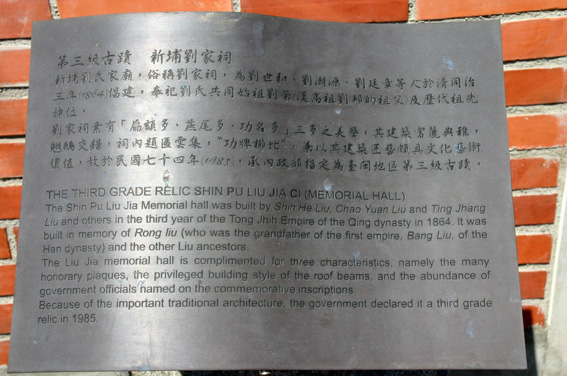 第三級古蹟　新埔劉家祠
新埔劉氏家廟，俗稱劉家祠，為劉世和、劉朝源、劉廷章等人於清同治
三年(1864)倡建，奉祀劉氏共同始祖劉榮(漢高祖劉邦的祖父)及歷代祖先
神位。
劉家祠素有「匾額多、燕尾多、功名多」三多之美譽，其建築富麗典雅，
交錯，祠內題匾雲集，"功牌櫛比"，兼以其建築匠藝頗具文化藝術
價值，故於民國七十四年(1985)，承內政部指定為臺閩地區第三級古蹟。
THE THIRD GRADE RELIC SHIN PU LIU JIA CI (MEMORIAL HALL)
The Shin Pu Liu Jia Memorial hall was built by Shih He Liu, Chao Yuan Liu and Ting Jhang
Liu and others in the third year of the Tong Jhih Empire of the Qing dynasty in 1864. It was
built in memory of Rong liu (who was the grandfather of the first empire, Bang Liu, of the
Han dynasty) and the other Liu ancestors.
The Liu Jia memorial hall is complimented for three characteristics, namely the many
honorary plaques, the privileged building style of the roof beams, and the abundance of
government officials named on the commemorative inscriptions.
Because of the important traditional architecture, the government declared it a third grade
relic in 1985.